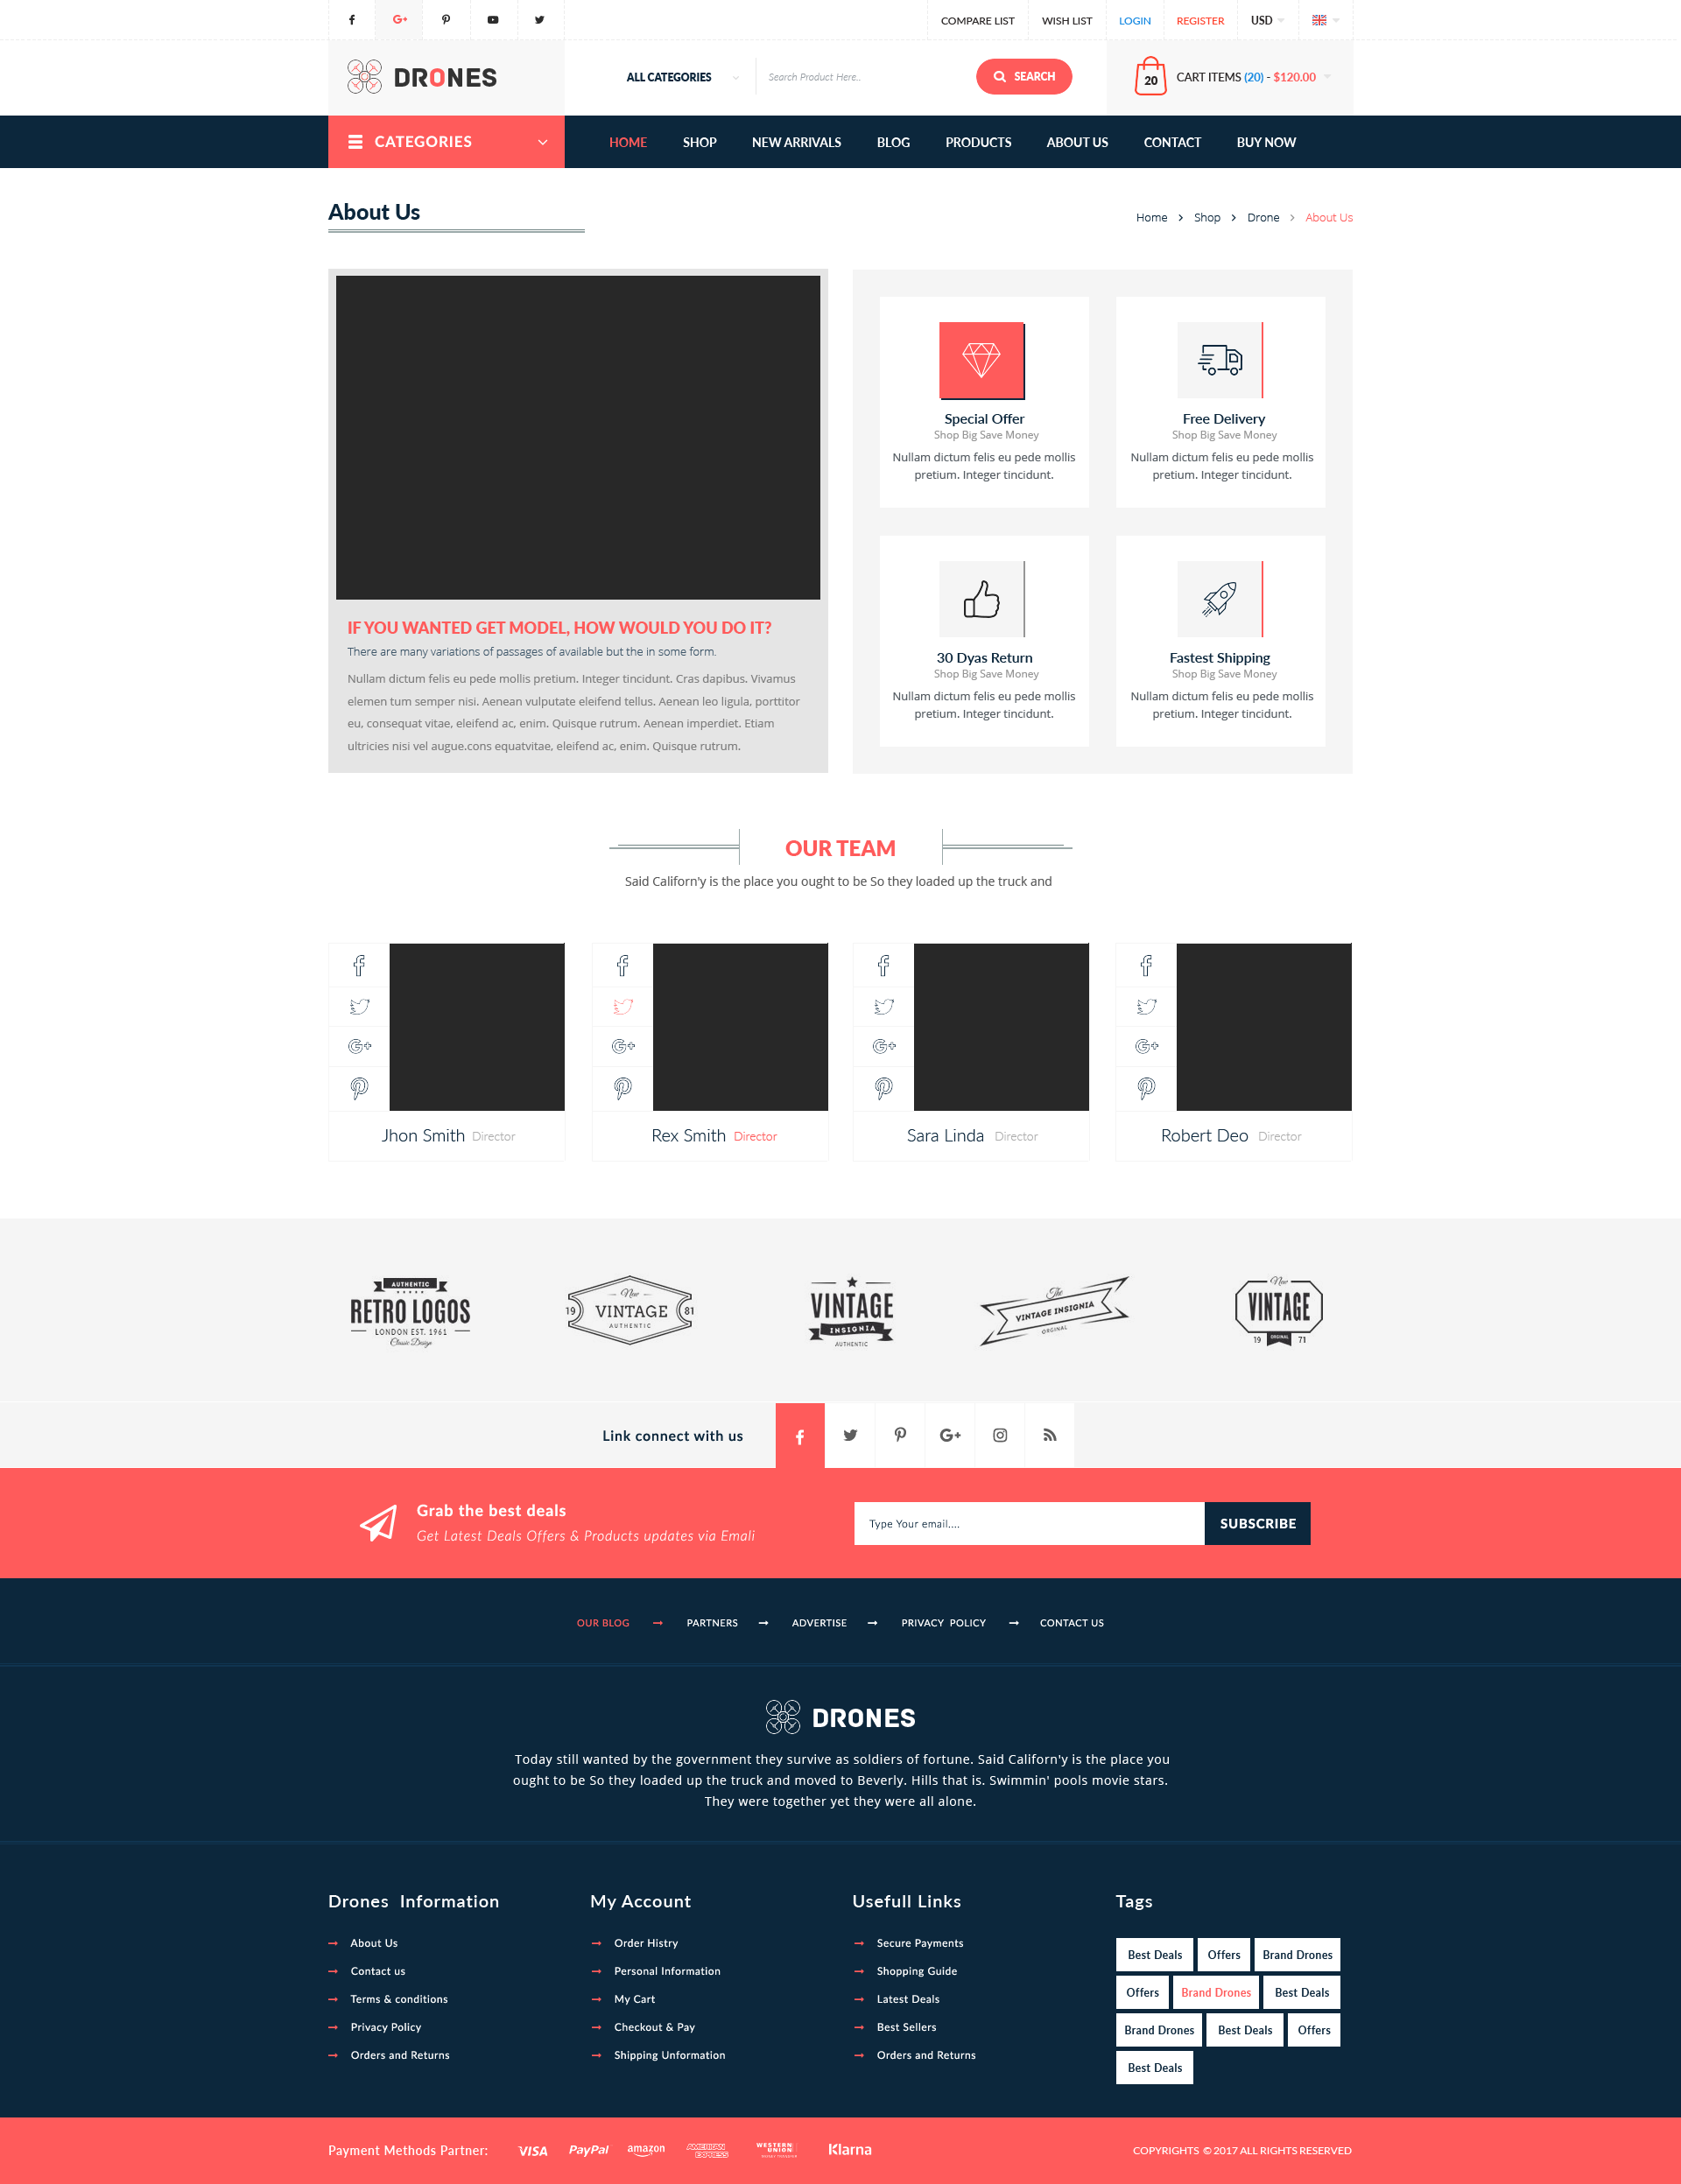 COMPARE LIST WISH LIST LOGIN REGISTER USD
DRONES
ALL CATEGORIES Search Product Here.. SEARCH
20 CART ITEMS (20) - $120.00
CATEGORIES
HOME SHOP NEW ARRIVALS BLOG PRODUCTS ABOUT US CONTACT BUY NOW
About Us
Home > Shop > Drone > About Us
IF YOU WANTED GET MODEL, HOW WOULD YOU DO IT?
There are many variations of passages of available but the in some form.
Nullam dictum felis eu pede mollis pretium. Integer tincidunt. Cras dapibus. Vivamus
elemen tum semper nisi. Aenean vulputate eleifend tellus. Aenean leo ligula, porttitor
eu, consequat vitae, eleifend ac, enim. Quisque rutrum. Aenean imperdiet. Etiam
ultricies nisi vel augue.cons equatvitae, eleifend ac, enim. Quisque rutrum.
Special Offer
Shop Big Save Money
Nullam dictum felis eu pede mollis
pretium. Integer tincidunt.
Free Delivery
Shop Big Save Money
Nullam dictum felis eu pede mollis
pretium. Integer tincidunt.
30 Dyas Return
Shop Big Save Money
Nullam dictum felis eu pede mollis
pretium. Integer tincidunt.
Fastest Shipping
Shop Big Save Money
Nullam dictum felis eu pede mollis
pretium. Integer tincidunt.
OUR TEAM
Said Californ'y is the place you ought to be So they loaded up the truck and
Jhon Smith Director
Rex Smith Director
Sara Linda Director
Robert Deo Director
AUTHENTIC
RETRO LOGOS
LONDON EST. 1961
Classic Design
New
19 VINTAGE 81
AUTHENTIC
VINTAGE
INSIGNIA
AUTHENTIC
The
VINTAGE INSIGNIA
ORGINAL
New
VINTAGE
ORGINAL
19 71
Link connect with us
Grab the best deals
Get Latest Deals Offers & Products updates via Emali
Type Your email....
SUBSCRIBE
OUR BLOG PARTNERS ADVERTISE PRIVACY POLICY CONTACT US
DRONES
Today still wanted by the government they survive as soldiers of fortune. Said Californ'y is the place you
ought to be So they loaded up the truck and moved to Beverly. Hills that is. Swimmin' pools movie stars.
They were together yet they were all alone.
Drones Information
About Us
Contact us
Terms & conditions
Privacy Policy
Orders and Returns
My Account
Order Histry
Personal Information
My Cart
Checkout & Pay
Shipping Unformation
Usefull Links
Secure Payments
Shopping Guide
Latest Deals
Best Sellers
Orders and Returns
Tags
Best Deals Offers Brand Drones
Offers Brand Drones Best Deals
Brand Drones Best Deals Offers
Best Deals
Payment Methods Partner:
VISA PayPal amazon AMERICAN EXPRESS WESTERN UNION Klarna
COPYRIGHTS © 2017 ALL RIGHTS RESERVED